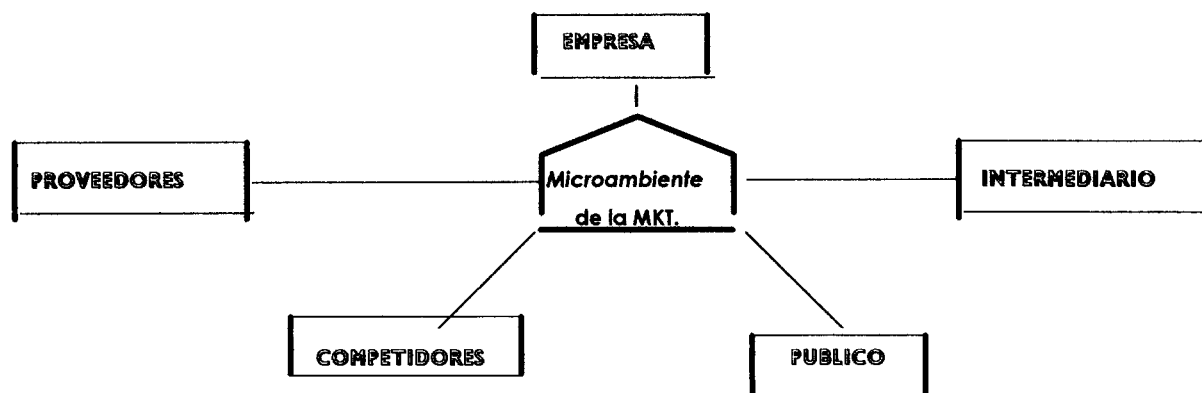 EMPRESA
PROVEEDORES
Microambiente
de la MKT.
INTERMEDIARIO
COMPETIDORES
PUBLICO